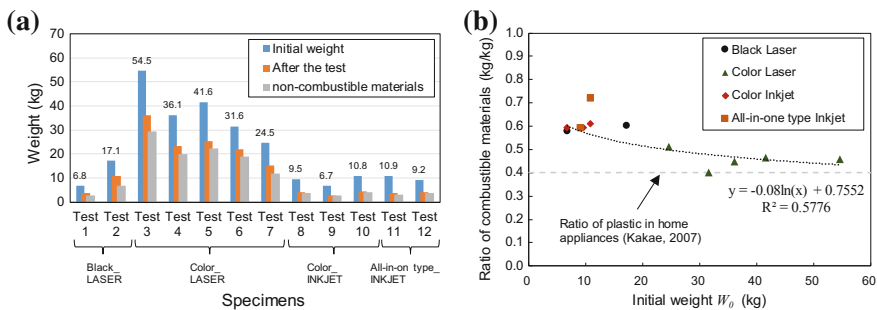 (a)
Weight (kg)
70
60
50
40
30
20
10
0
Initial weight
After the test
non-combustible materials
6.8
17.1
54.5
36.1
41.6
31.6
24.5
9.5
6.7
10.8
10.9
9.2
Test Test Test Test Test Test Test Test Test Test Test Test
1 2 3 4 5 6 7 8 9 10 11 12
Black_ Color_ Color_ All-in-on type_
LASER LASER INKJET INKJET
Specimens
(b)
Ratio of combustible materials (kg/kg)
1.0
0.9
0.8
0.7
0.6
0.5
0.4
0.3
0.2
0.1
0.0
Black Laser
Color Laser
Color Inkjet
All-in-one type Inkjet
y = -0.08ln(x) + 0.7552
R² = 0.5776
Ratio of plastic in home
appliances (Kakae, 2007)
0 10 20 30 40 50 60
Initial weight W₀ (kg)